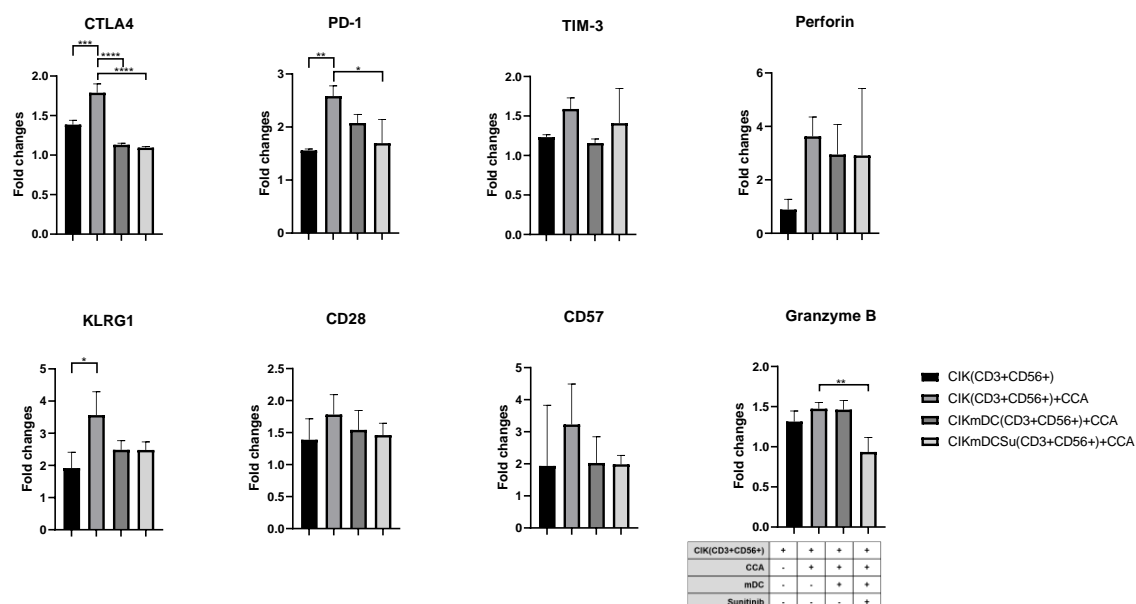 CTLA4
PD-1
TIM-3
Perforin
***
****
****
Fold changes
2.0
1.5
1.0
0.5
0.0
**
*
Fold changes
3
2
1
0
Fold changes
2.0
1.5
1.0
0.5
0.0
Fold changes
6
4
2
0
KLRG1
CD28
CD57
Granzyme B
*
Fold changes
5
4
3
2
1
0
Fold changes
2.5
2.0
1.5
1.0
0.5
0.0
Fold changes
5
4
3
2
1
0
**
Fold changes
2.0
1.5
1.0
0.5
0.0
CIK(CD3+CD56+)
CIK(CD3+CD56+)+CCA
CIKmDC(CD3+CD56+)+CCA
CIKmDCSu(CD3+CD56+)+CCA
CIK(CD3+CD56+) + + + +
CCA - + + +
mDC - - + +
Sunitinib - - - +